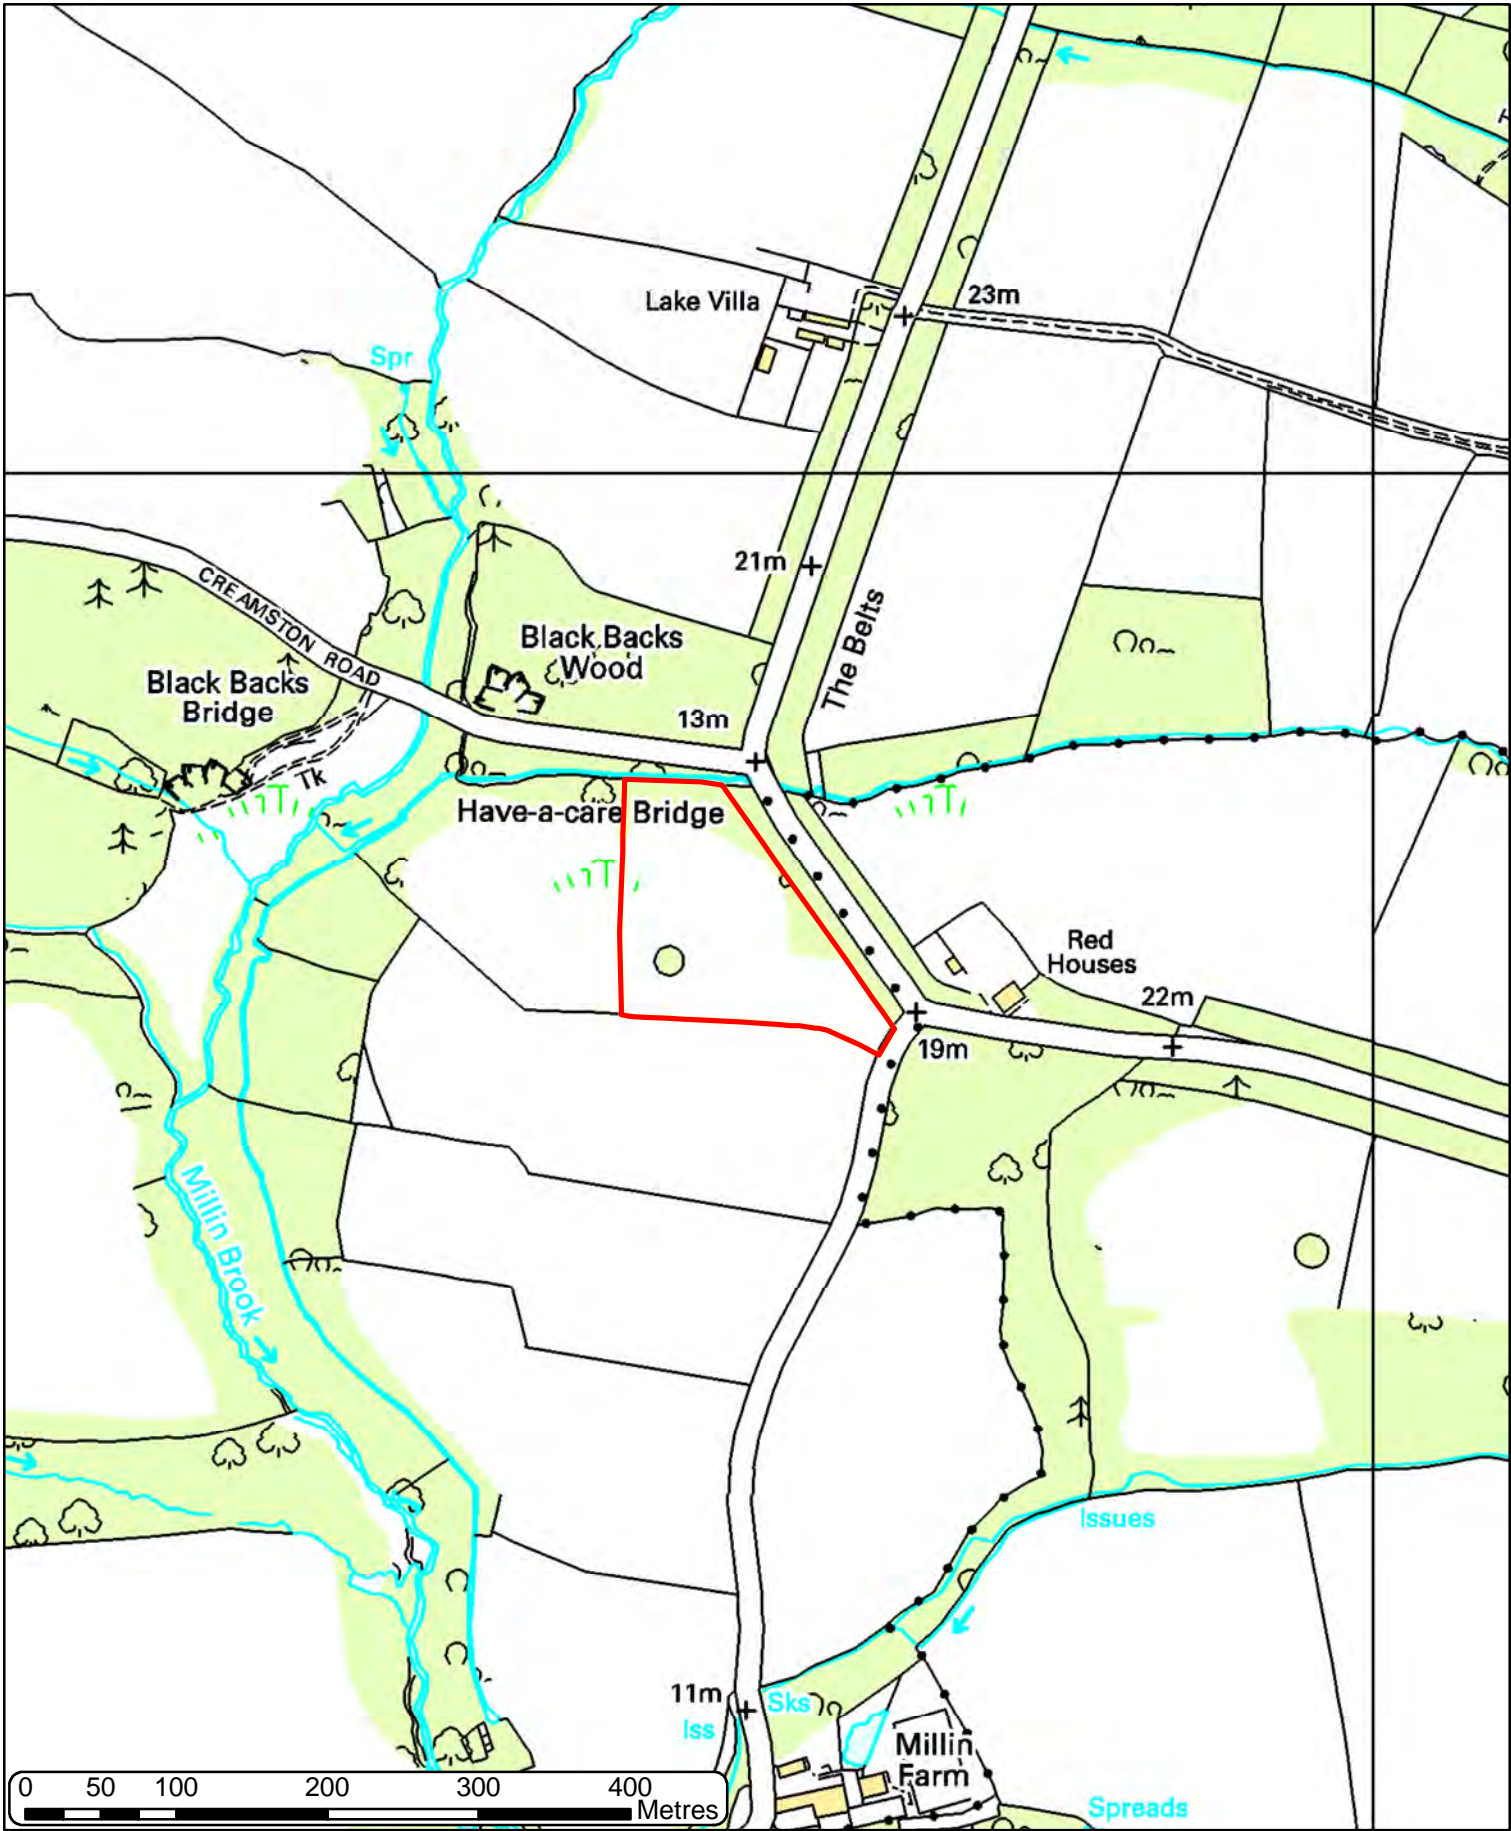 23m
Lake Villa
Spr
21m
CREAMSTON ROAD
The Belts
Black Backs
Wood
Black Backs
Bridge
13m
Tk
Have-a-care Bridge
Red
Houses
22m
19m
Millin Brook
Issues
11m
Sks
Iss
Millin
Farm
Spreads
0 50 100 200 300 400
Metres